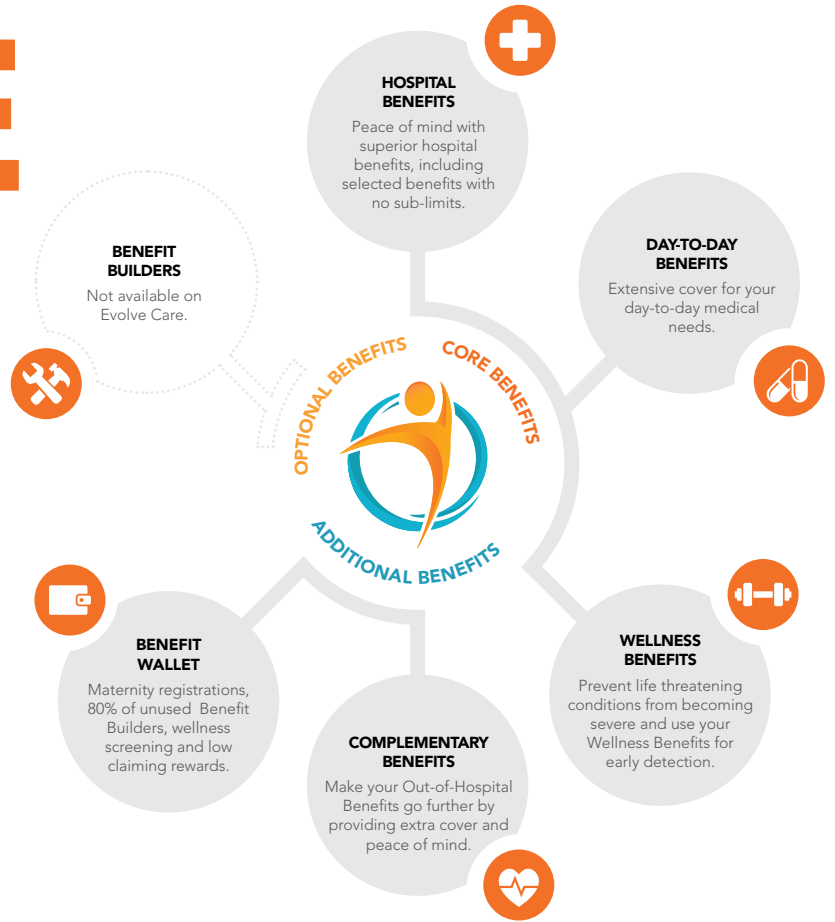 HOSPITAL
BENEFITS
Peace of mind with
superior hospital
benefits, including
selected benefits with
no sub-limits.
DAY-TO-DAY
BENEFITS
Extensive cover for your
day-to-day medical
needs.
BENEFIT
BUILDERS
Not available on
Evolve Care.
OPTIONAL BENEFITS
CORE BENEFITS
ADDITIONAL BENEFITS
WELLNESS
BENEFITS
Prevent life threatening
conditions from becoming
severe and use your
Wellness Benefits for
early detection.
BENEFIT
WALLET
Maternity registrations,
80% of unused Benefit
Builders, wellness
screening and low
claiming rewards.
COMPLEMENTARY
BENEFITS
Make your Out-of-Hospital
Benefits go further by
providing extra cover and
peace of mind.